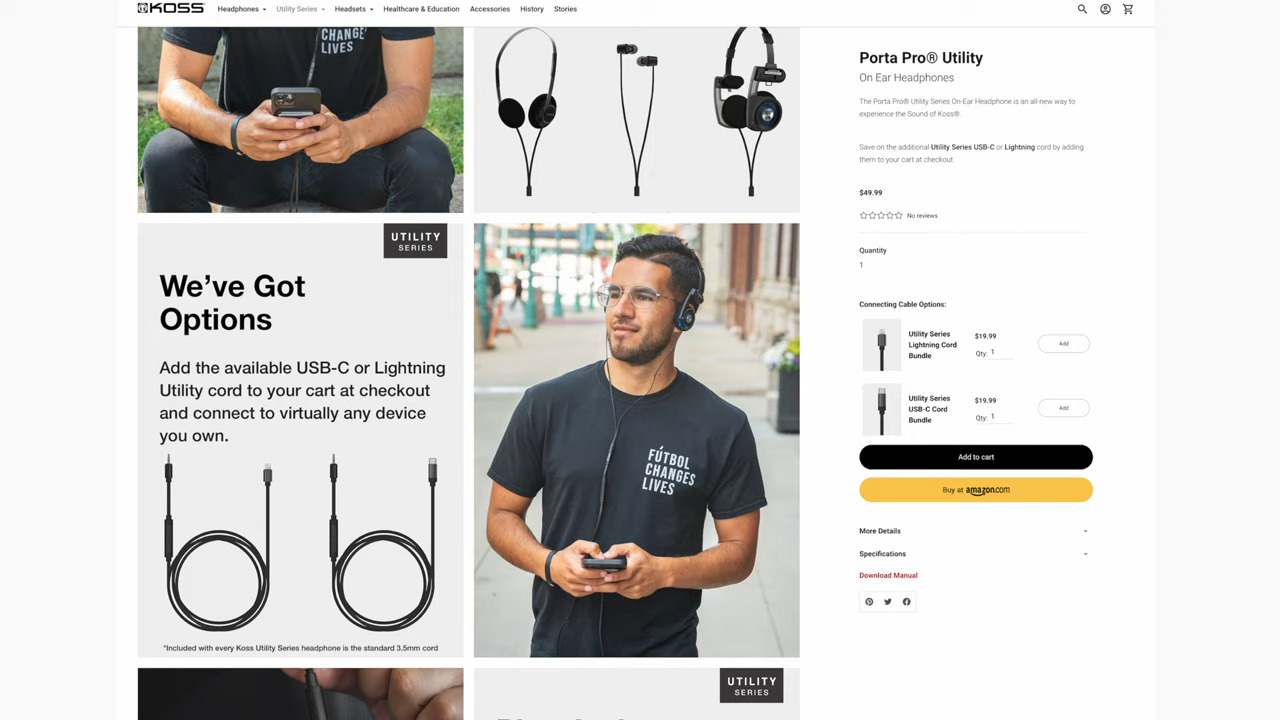 KOSS
Headphones
Utility Series
Headsets
Healthcare & Education
Accessories
History
Stories
CHANGES
LIVES
UTILITY
SERIES
We've Got
Options
Add the available USB-C or Lightning
Utility cord to your cart at checkout
and connect to virtually any device
you own.
*Included with every Koss Utility Series headphone is the standard 3.5mm cord
FÚTBOL
CHANGES
LIVES
UTILITY
SERIES
Porta Pro® Utility
On Ear Headphones
The Porta Pro® Utility Series On-Ear Headphone is an all-new way to
experience the Sound of Koss®.
Save on the additional Utility Series USB-C or Lightning cord by adding
them to your cart at checkout.
$49.99
No reviews
Quantity
1
Connecting Cable Options:
Utility Series
Lightning Cord
Bundle
$19.99
Qty: 1
Add
Utility Series
USB-C Cord
Bundle
$19.99
Qty: 1
Add
Add to cart
Buy at amazon.com
More Details
Specifications
Download Manual